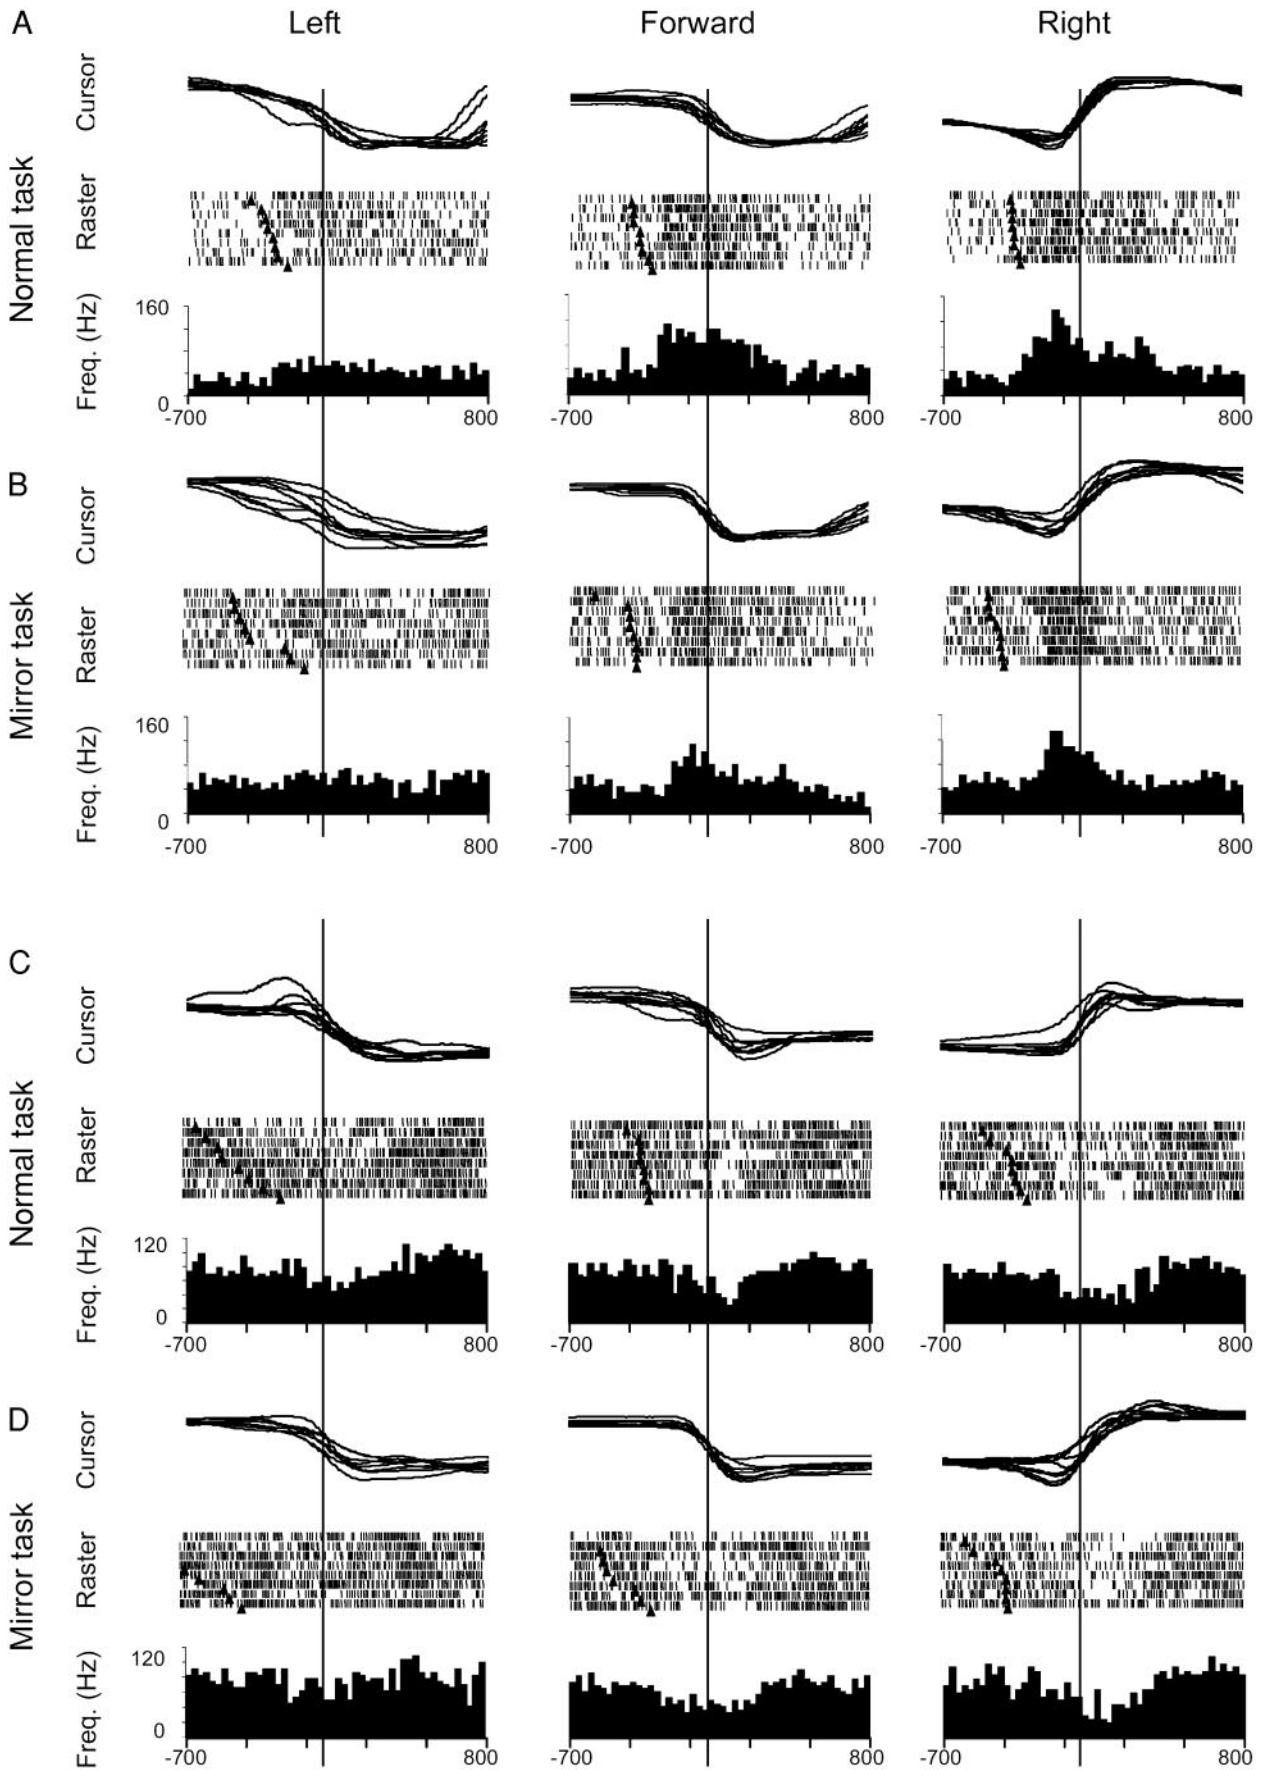 A Left Forward Right
Normal task
Cursor
Raster
Freq. (Hz)
160
0
-700 800 -700 800 -700 800
B
Mirror task
Cursor
Raster
Freq. (Hz)
160
0
-700 800 -700 800 -700 800
C
Normal task
Cursor
Raster
Freq. (Hz)
120
0
-700 800 -700 800 -700 800
D
Mirror task
Cursor
Raster
Freq. (Hz)
120
0
-700 800 -700 800 -700 800